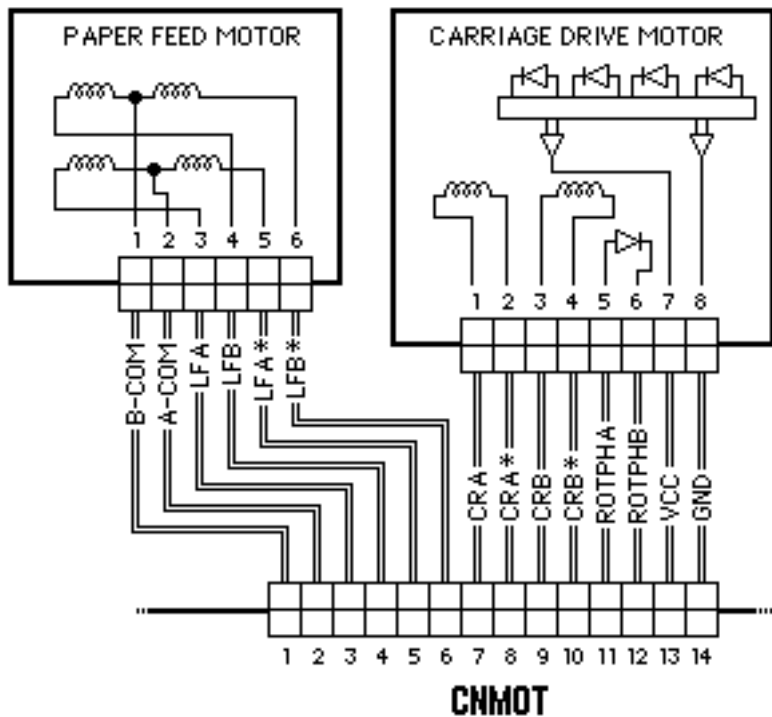 PAPER FEED MOTOR
CARRIAGE DRIVE MOTOR
1 2 3 4 5 6
1 2 3 4 5 6 7 8
B-COM
A-COM
LFA
LFB
LFA*
LFB*
CRA
CRA*
CRB
CRB*
ROTPHA
ROTPHB
VCC
GND
1 2 3 4 5 6 7 8 9 10 11 12 13 14
CNMOT